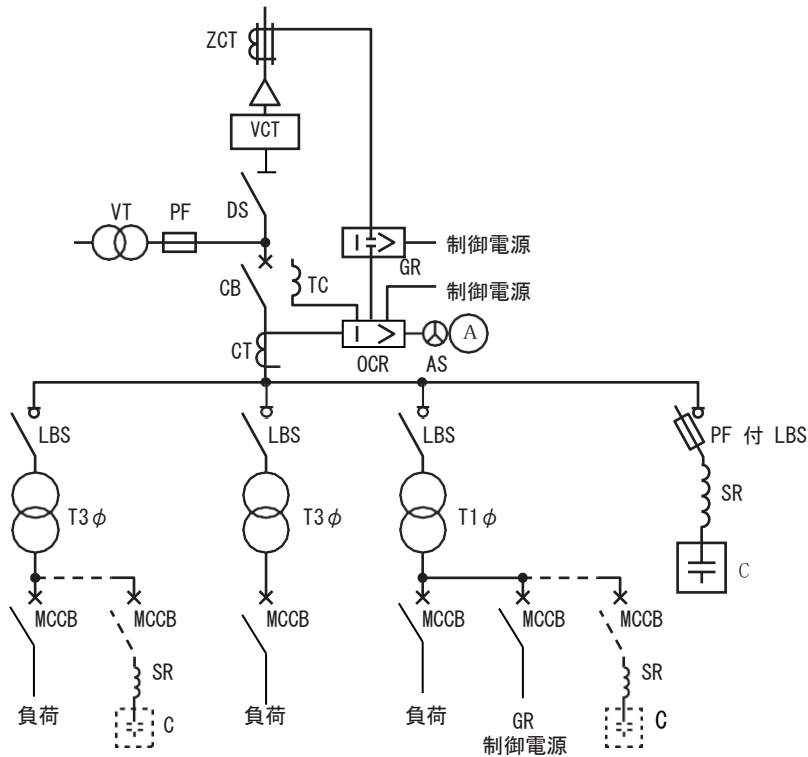 ZCT
VCT
VT
PF
DS
制御電源
GR
CB
TC
制御電源
A
CT
OCR
AS
LBS
LBS
LBS
PF 付 LBS
SR
T3φ
T3φ
T1φ
C
MCCB
MCCB
MCCB
MCCB
MCCB
MCCB
SR
SR
負荷
C
負荷
負荷
GR
制御電源
C